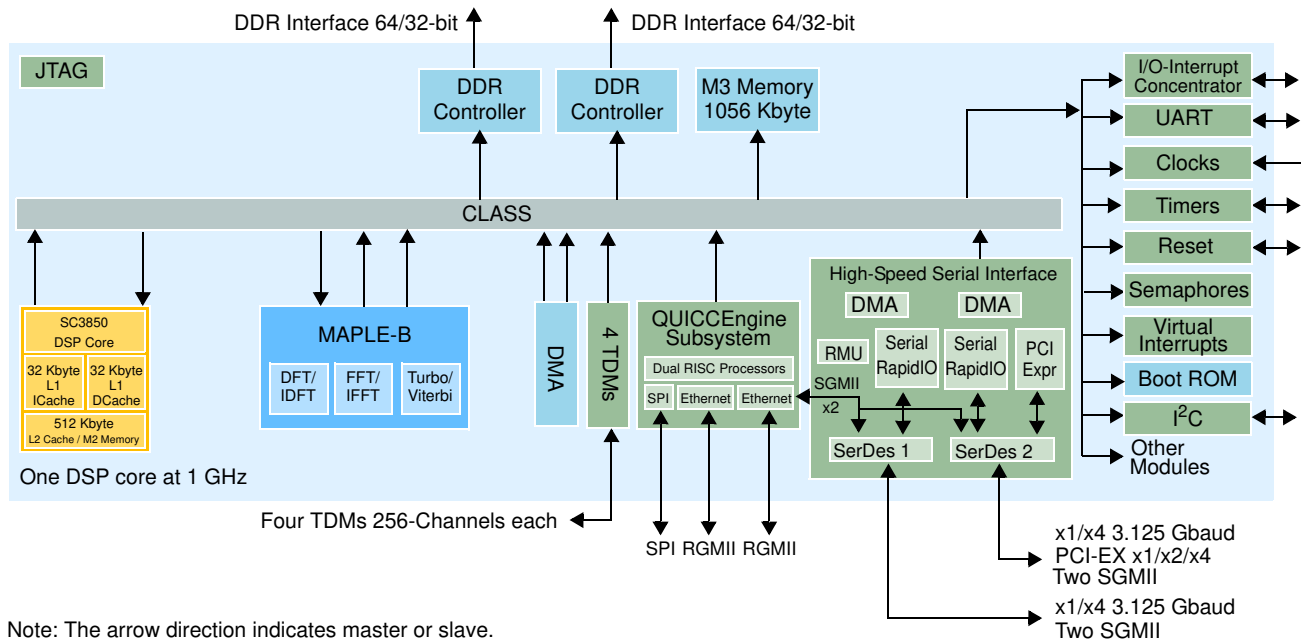 DDR Interface 64/32-bit
DDR Interface 64/32-bit
JTAG
DDR
Controller
DDR
Controller
M3 Memory
1056 Kbyte
I/O-Interrupt
Concentrator
UART
Clocks
Timers
Reset
Semaphores
Virtual
Interrupts
Boot ROM
I²C
Other
Modules
CLASS
SC3850
DSP Core
32 Kbyte
L1
ICache
32 Kbyte
L1
DCache
512 Kbyte
L2 Cache / M2 Memory
One DSP core at 1 GHz
MAPLE-B
DFT/
IDFT
FFT/
IFFT
Turbo/
Viterbi
DMA
4 TDMs
QUICCEngine
Subsystem
Dual RISC Processors
SPI
Ethernet
Ethernet
High-Speed Serial Interface
DMA
DMA
RMU
Serial
RapidIO
Serial
RapidIO
PCI
Expr
SGMII
x2
SerDes 1
SerDes 2
Four TDMs 256-Channels each
SPI
RGMII
RGMII
x1/x4 3.125 Gbaud
PCI-EX x1/x2/x4
Two SGMII
x1/x4 3.125 Gbaud
Two SGMII
Note: The arrow direction indicates master or slave.